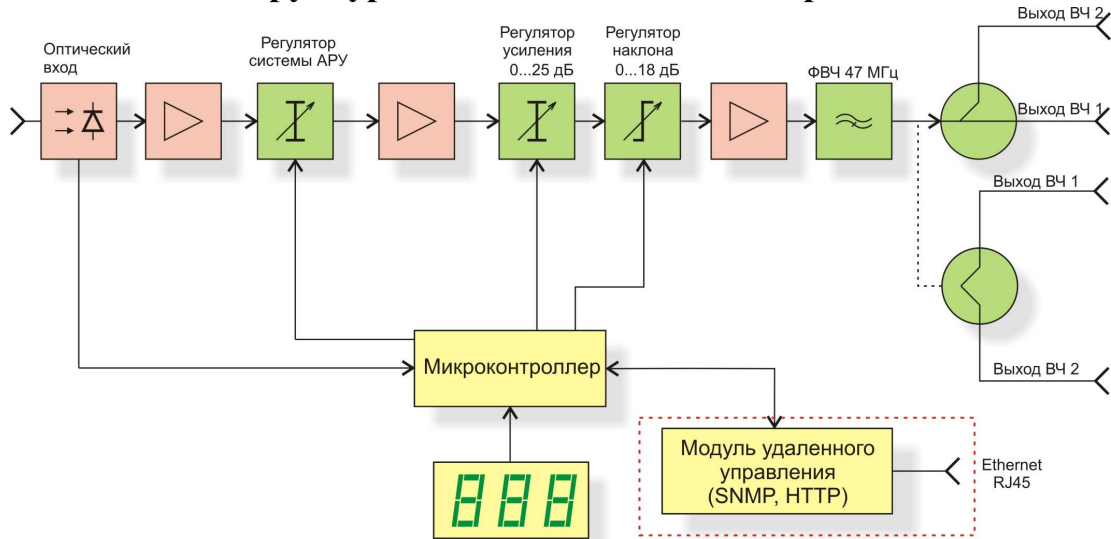 Выход ВЧ 2
Оптический
вход
Регулятор
системы АРУ
Регулятор
усиления
0...25 дБ
Регулятор
наклона
0...18 дБ
ФВЧ 47 МГц
Выход ВЧ 1
Выход ВЧ 1
Микроконтроллер
Выход ВЧ 2
Модуль удаленного
управления
(SNMP, HTTP)
Ethernet
RJ45
888